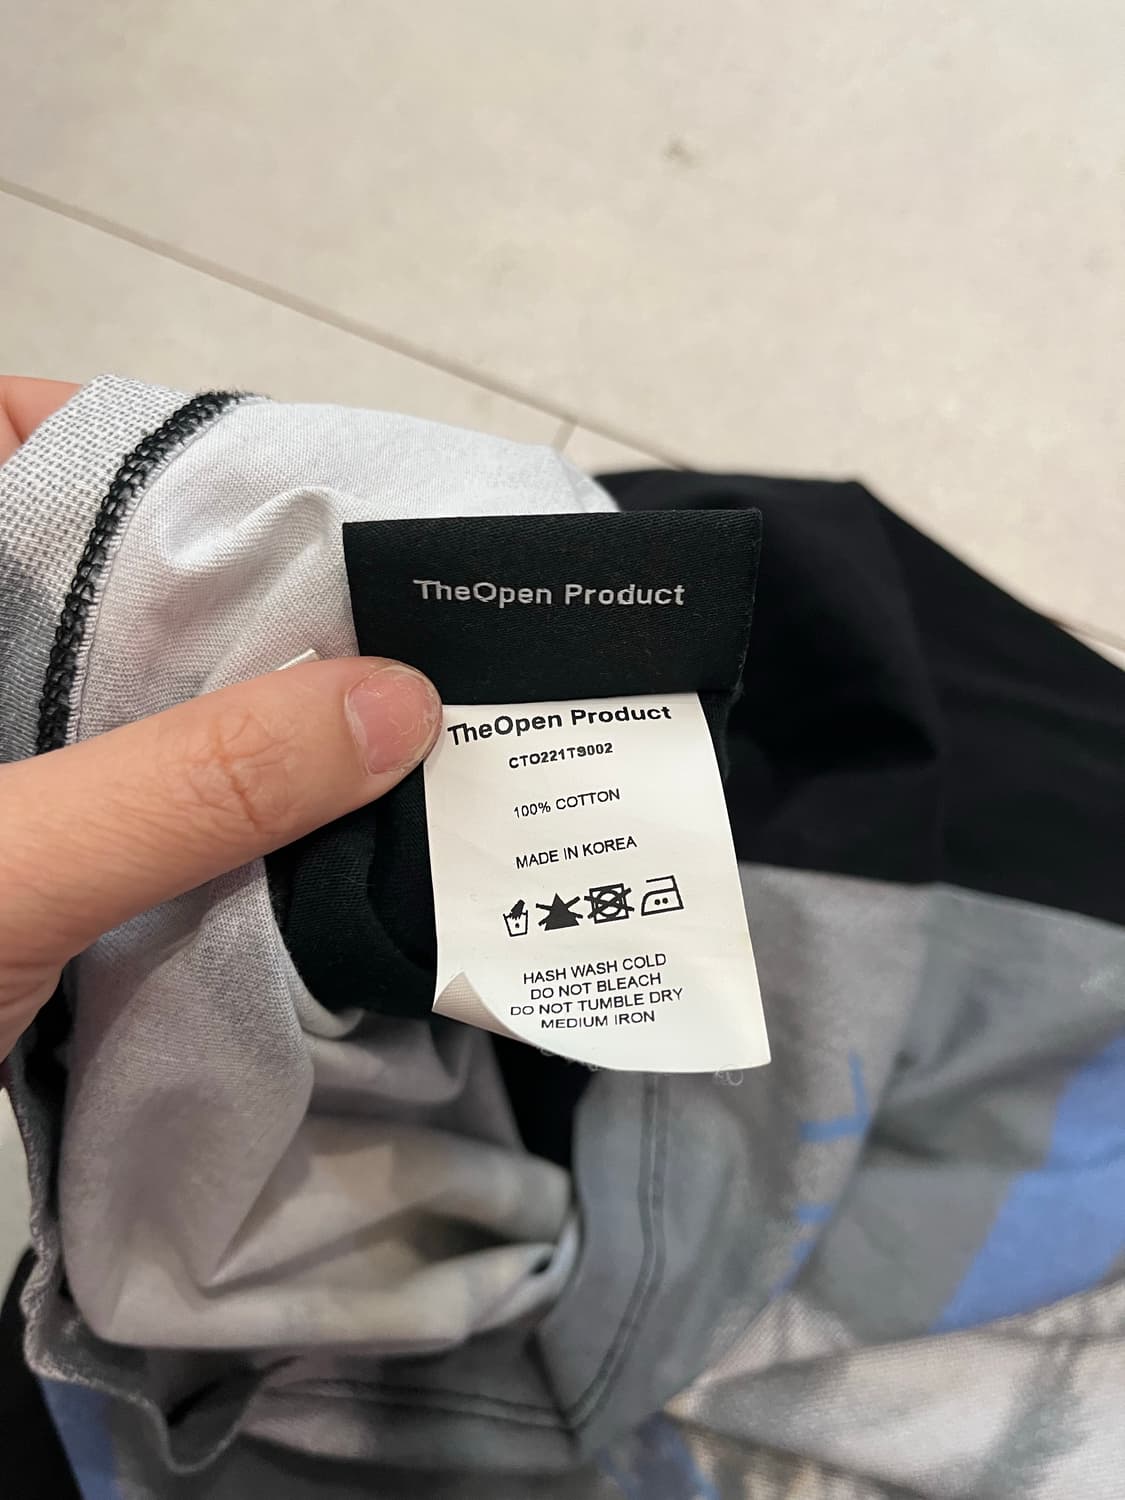 TheOpen Product
TheOpen Product
CTO221TS002
100% COTTON
MADE IN KOREA
HASH WASH COLD
DO NOT BLEACH
DO NOT TUMBLE DRY
MEDIUM IRON